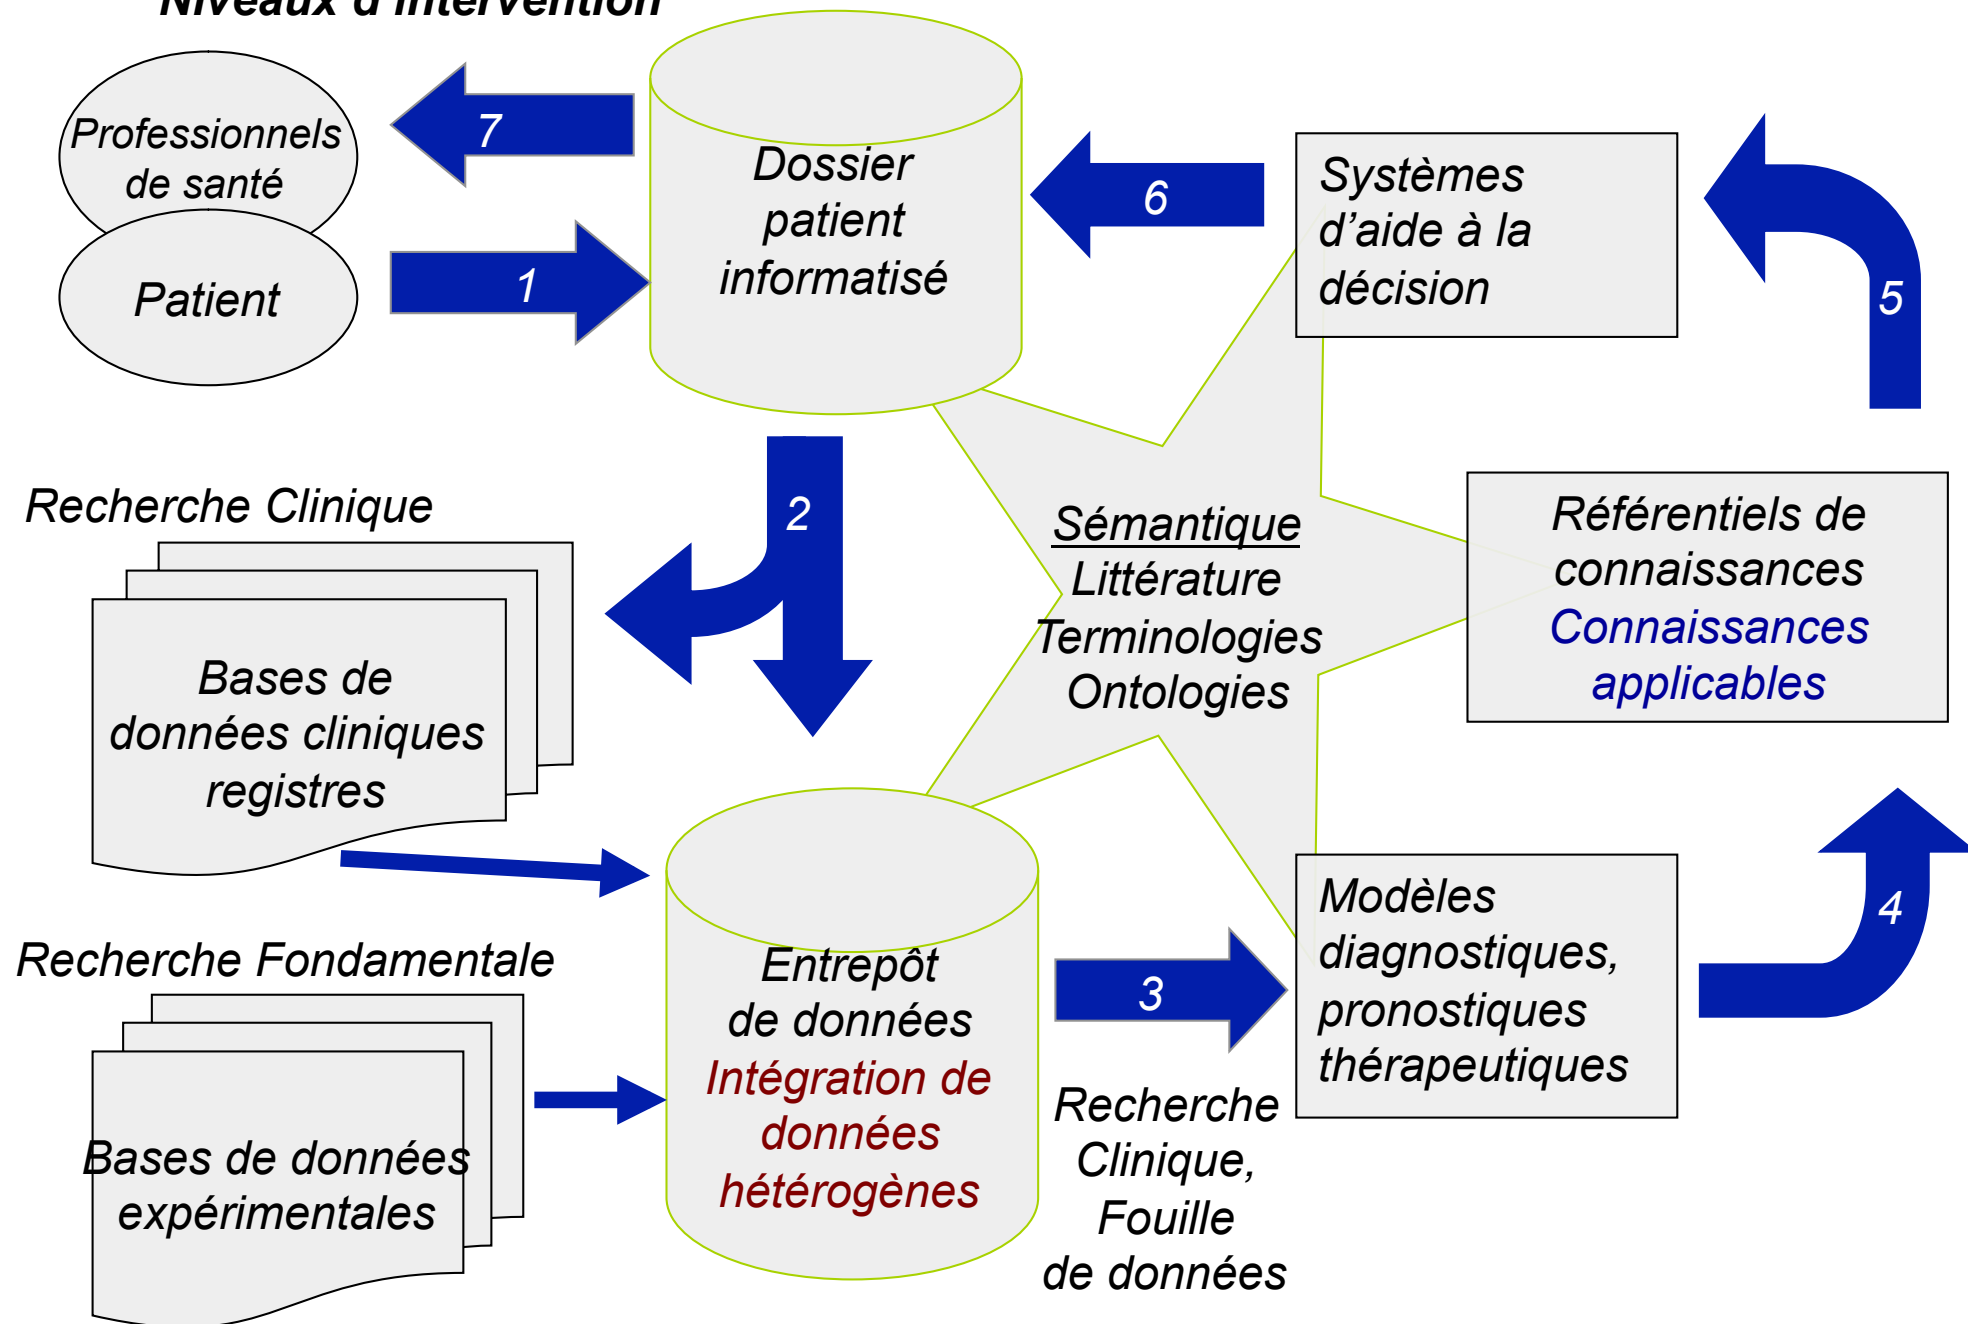 Niveaux d'intervention
Professionnels
de santé
Patient
7
1
Dossier
patient
informatisé
6
Systèmes
d’aide à la
décision
5
Recherche Clinique
2
Bases de
données cliniques
registres
Sémantique
Littérature
Terminologies
Ontologies
Référentiels de
connaissances
Connaissances
applicables
Recherche Fondamentale
Bases de données
expérimentales
Entrepôt
de données
Intégration de
données
hétérogènes
3
Recherche
Clinique,
Fouille
de données
Modèles
diagnostiques,
pronostiques
thérapeutiques
4